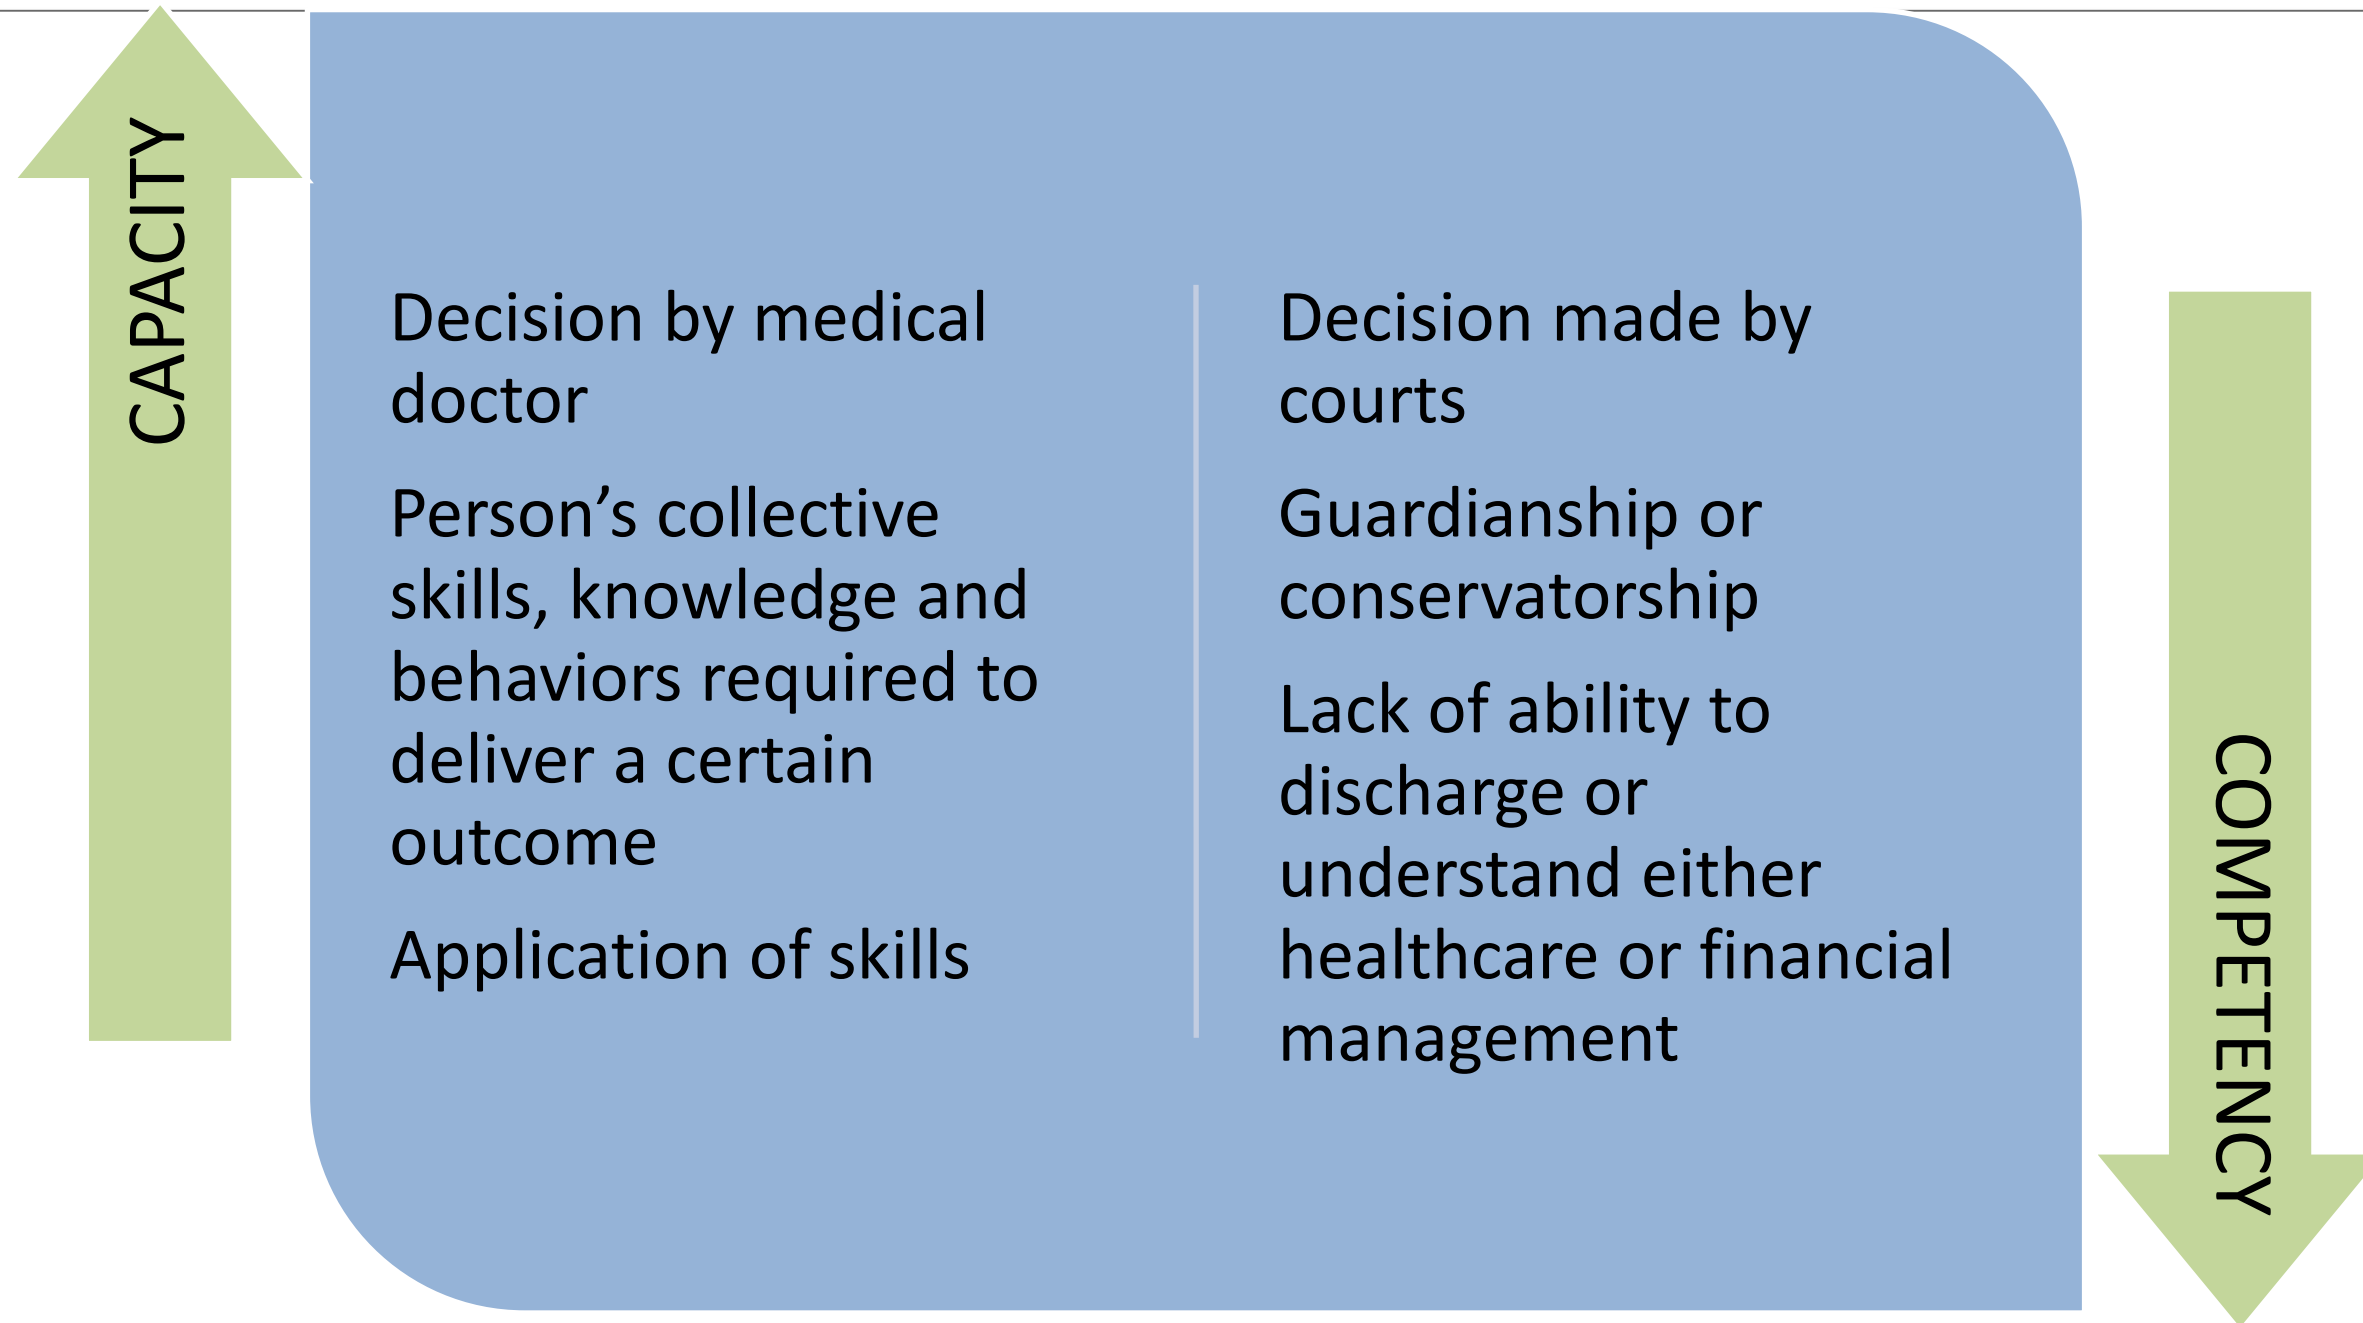 CAPACITY
Decision by medical
doctor
Person’s collective
skills, knowledge and
behaviors required to
deliver a certain
outcome
Application of skills
Decision made by
courts
Guardianship or
conservatorship
Lack of ability to
discharge or
understand either
healthcare or financial
management
COMPETENCY